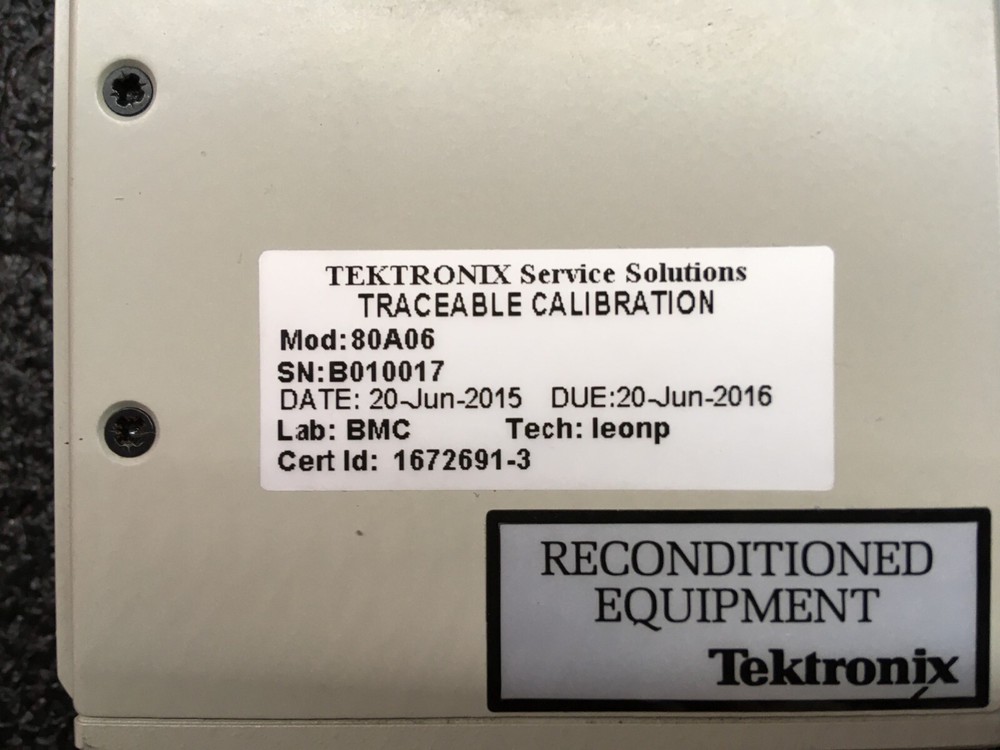 TEKTRONIX Service Solutions
TRACEABLE CALIBRATION
Mod:80A06
SN:B010017
DATE: 20-Jun-2015 DUE:20-Jun-2016
Lab: BMC Tech: leonp
Cert Id: 1672691-3
RECONDITIONED
EQUIPMENT
Tektronix